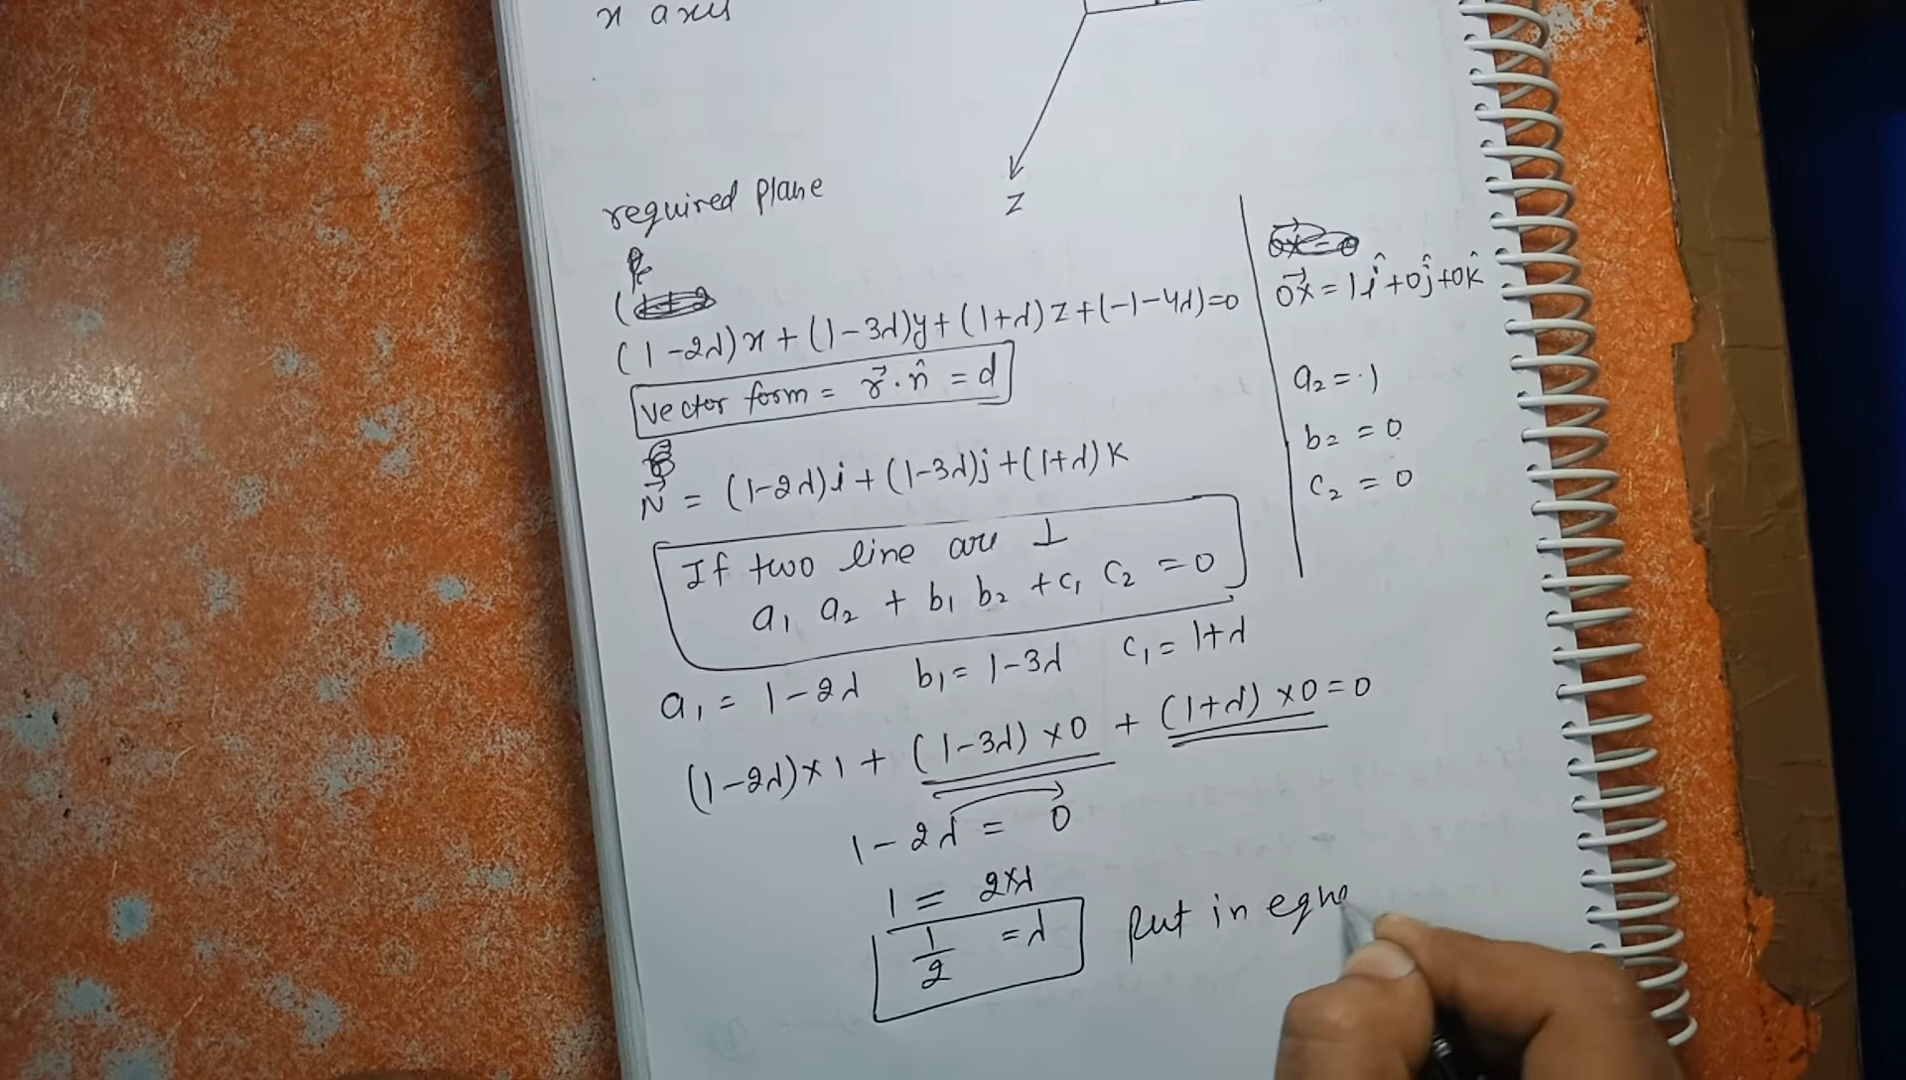 x axis
Z
required plane
(1-2λ)x + (1-3λ)y + (1+λ)z + (-1-4λ)=0
vector form = r⃗ . n̂ = d
N⃗ = (1-2λ)i + (1-3λ)j + (1+λ)k
If two line are ⊥
a₁ a₂ + b₁ b₂ + c₁ c₂ = 0
a₁ = 1-2λ b₁ = 1-3λ c₁ = 1+λ
(1-2λ)×1 + (1-3λ)×0 + (1+λ)×0 = 0
1-2λ = 0
1 = 2×λ
1/2 = λ put in eqn
ox⃗ = 1î + 0ĵ + 0k̂
a₂ = 1
b₂ = 0
c₂ = 0